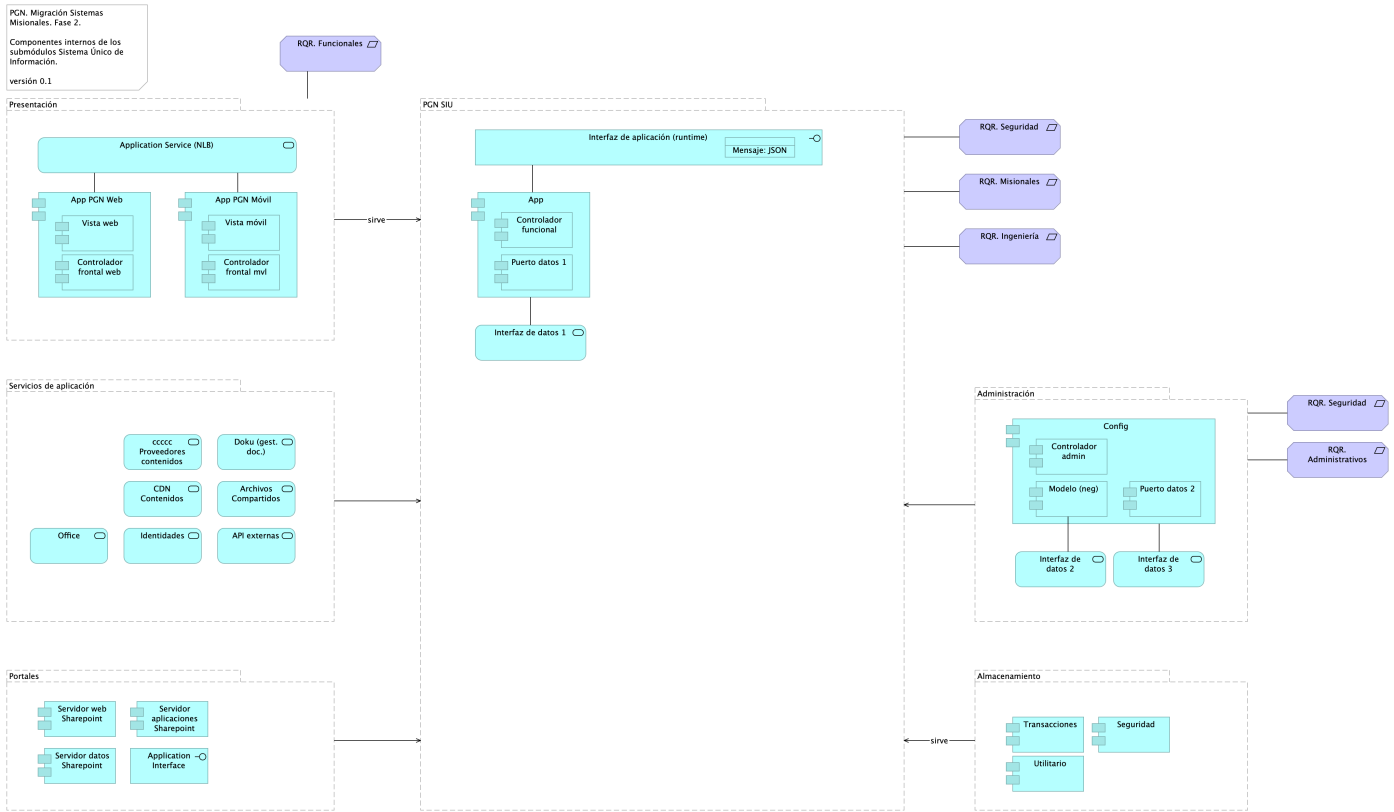 PGN. Migración Sistemas
Misionales. Fase 2.
Componentes internos de los
submódulos Sistema Único de
Información.
versión 0.1
RQR. Funcionales
Presentación
Application Service (NLB)
App PGN Web
Vista web
Controlador
frontal web
App PGN Móvil
Vista móvil
Controlador
frontal mvl
sirve
PGN SIU
Interfaz de aplicación (runtime)
Mensaje: JSON
App
Controlador
funcional
Puerto datos 1
Interfaz de datos 1
RQR. Seguridad
RQR. Misionales
RQR. Ingeniería
Servicios de aplicación
ccccc
Proveedores
contenidos
Doku (gest.
doc.)
CDN
Contenidos
Archivos
Compartidos
Office
Identidades
API externas
Administración
Config
Controlador
admin
Modelo (neg)
Puerto datos 2
Interfaz de
datos 2
Interfaz de
datos 3
RQR. Seguridad
RQR.
Administrativos
Portales
Servidor web
Sharepoint
Servidor
aplicaciones
Sharepoint
Servidor datos
Sharepoint
Application
Interface
Almacenamiento
sirve
Transacciones
Seguridad
Utilitario